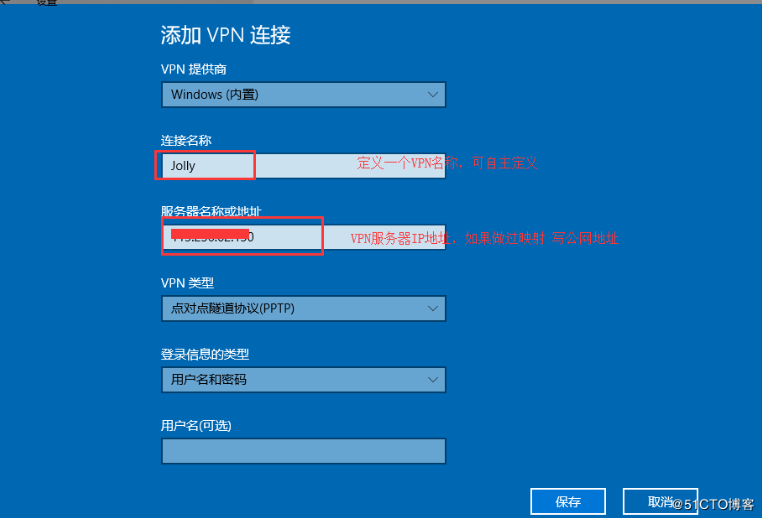 设置
添加 VPN 连接
VPN 提供商
Windows (内置)
连接名称
Jolly
定义一个VPN名称，可自主定义
服务器名称或地址
VPN服务器IP地址，如果做过映射 写公网地址
VPN 类型
点对点隧道协议(PPTP)
登录信息的类型
用户名和密码
用户名(可选)
保存
取消
@51CTO博客